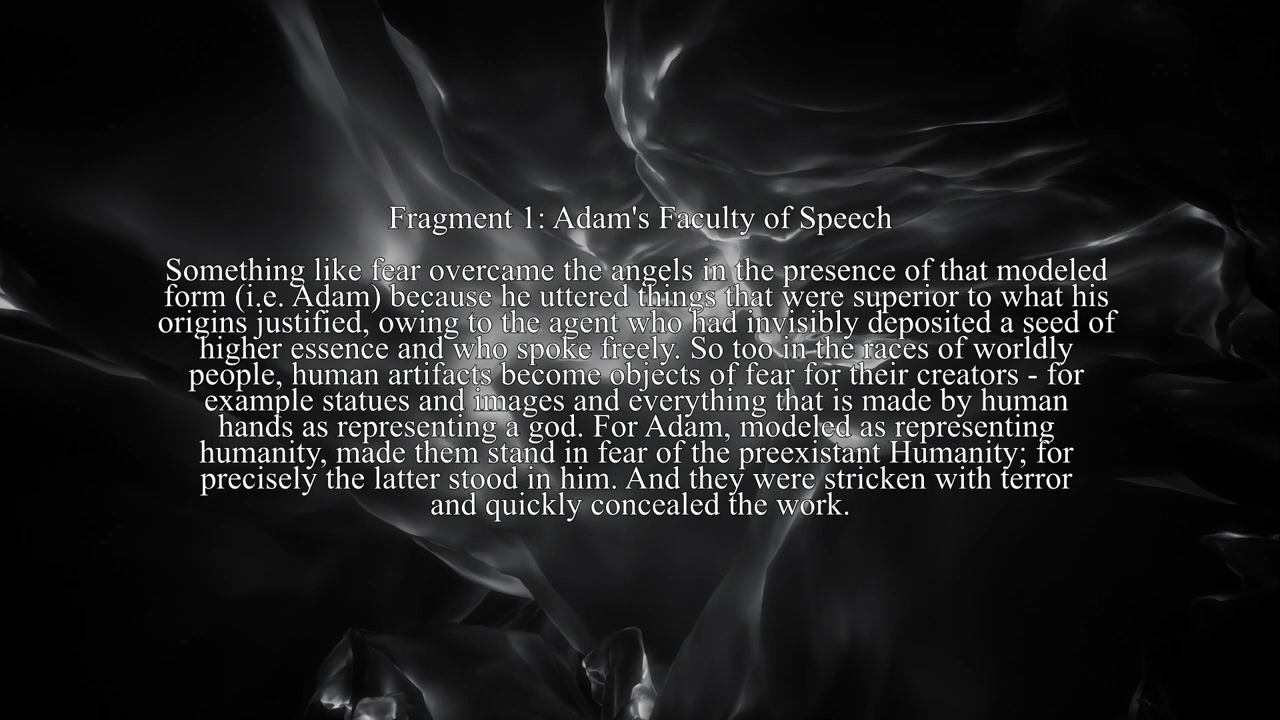 Fragment 1: Adam's Faculty of Speech
Something like fear overcame the angels in the presence of that modeled
form (i.e. Adam) because he uttered things that were superior to what his
origins justified, owing to the agent who had invisibly deposited a seed of
higher essence and who spoke freely. So too in the races of worldly
people, human artifacts become objects of fear for their creators - for
example statues and images and everything that is made by human
hands as representing a god. For Adam, modeled as representing
humanity, made them stand in fear of the preexistant Humanity; for
precisely the latter stood in him. And they were stricken with terror
and quickly concealed the work.